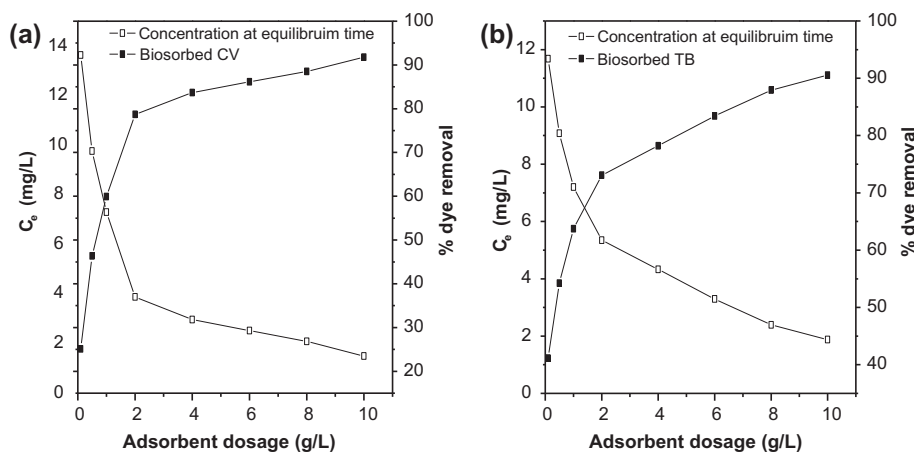 (a)
Concentration at equilibruim time
Biosorbed CV
14
12
10
8
6
4
2
0
C_e (mg/L)
100
90
80
70
60
50
40
30
20
% dye removal
0 2 4 6 8 10
Adsorbent dosage (g/L)
(b)
Concentration at equilibruim time
Biosorbed TB
12
10
8
6
4
2
0
C_e (mg/L)
100
90
80
70
60
50
40
% dye removal
0 2 4 6 8 10
Adsorbent dosage (g/L)